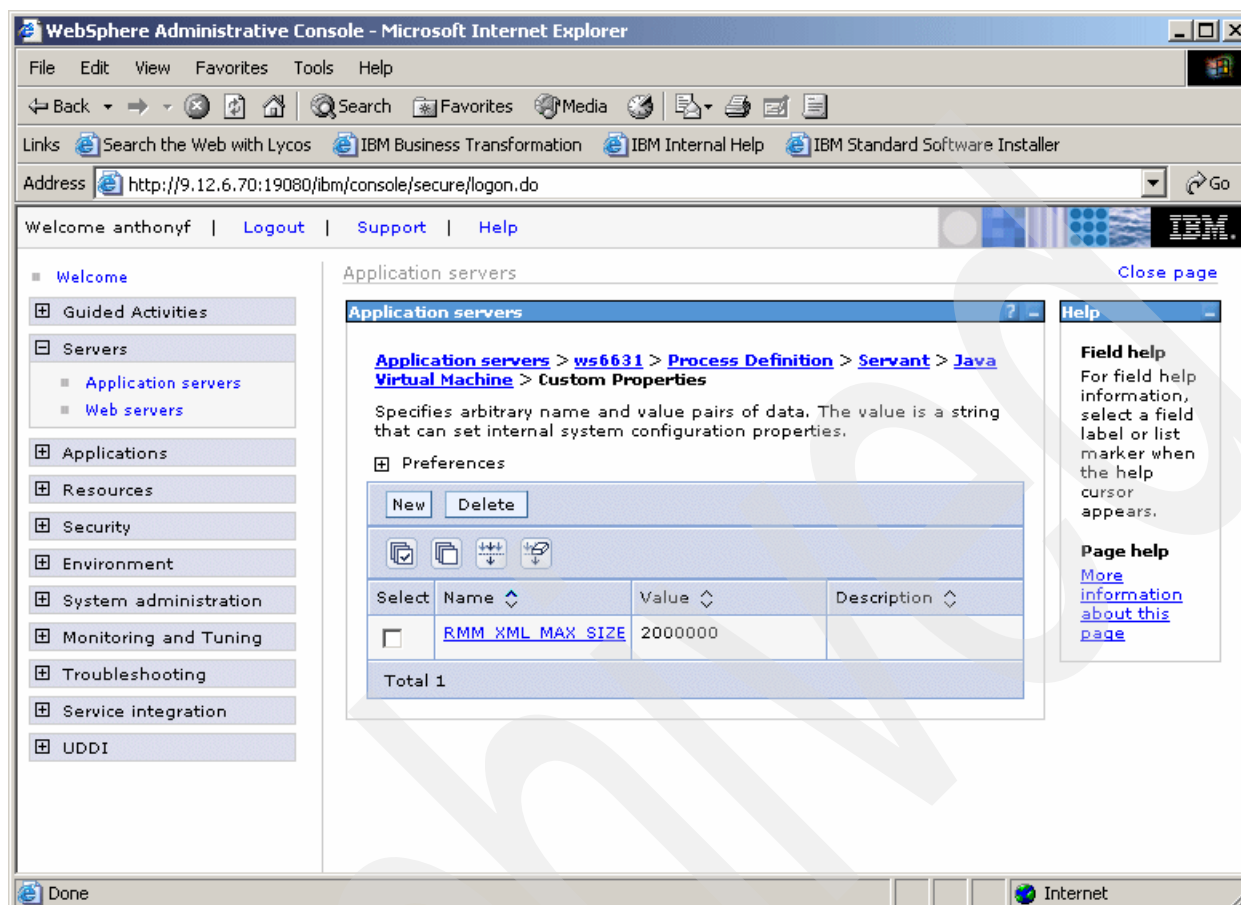 WebSphere Administrative Console - Microsoft Internet Explorer
File Edit View Favorites Tools Help
Back Search Favorites Media
Links Search the Web with Lycos IBM Business Transformation IBM Internal Help IBM Standard Software Installer
Address http://9.12.6.70:19080/ibm/console/secure/logon.do Go
Welcome anthonyf | Logout | Support | Help IBM.
Welcome
Guided Activities
Servers
Application servers
Web servers
Applications
Resources
Security
Environment
System administration
Monitoring and Tuning
Troubleshooting
Service integration
UDDI
Application servers Close page
Application servers ? -
Application servers > ws6631 > Process Definition > Servant > Java
Virtual Machine > Custom Properties
Specifies arbitrary name and value pairs of data. The value is a string
that can set internal system configuration properties.
Preferences
New Delete
Select Name Value Description
RMM_XML_MAX_SIZE 2000000
Total 1
Help -
Field help
For field help
information,
select a field
label or list
marker when
the help
cursor
appears.
Page help
More
information
about this
page
Done Internet